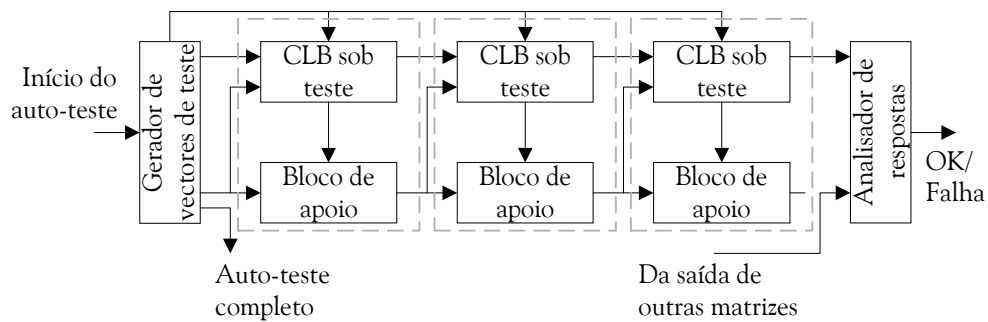 Início do
auto-teste
Gerador de
vectores de teste
CLB sob
teste
CLB sob
teste
CLB sob
teste
Bloco de
apoio
Bloco de
apoio
Bloco de
apoio
Analisador de
respostas
OK/
Falha
Auto-teste
completo
Da saída de
outras matrizes